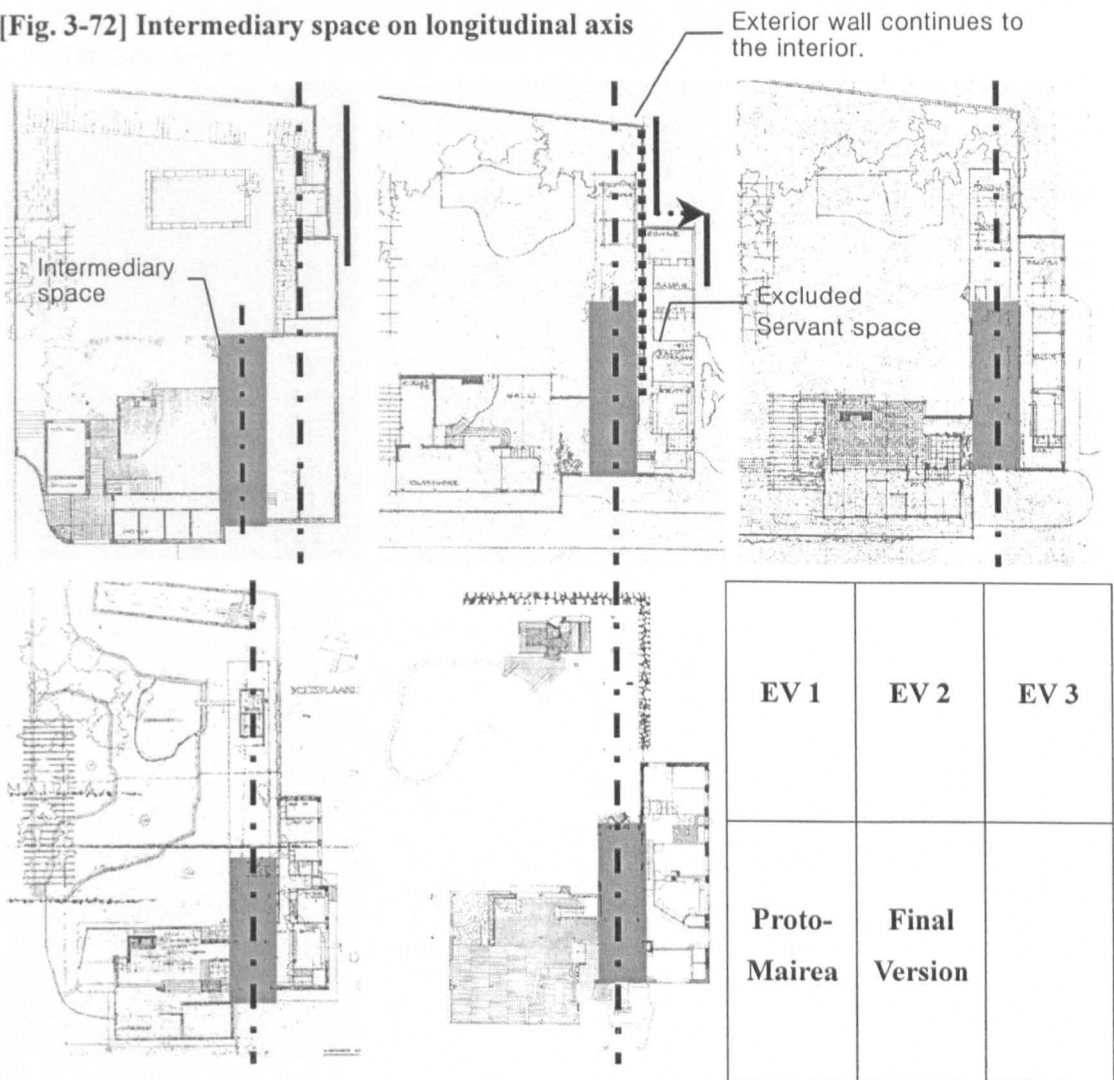 [Fig. 3-72] Intermediary space on longitudinal axis
Exterior wall continues to
the interior.
Intermediary
space
Excluded
Servant space
MAIREA
EV 1
EV 2
EV 3
Proto-
Mairea
Final
Version